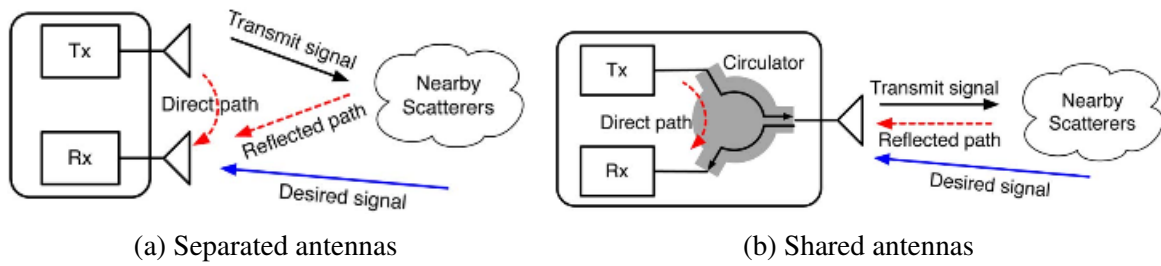 Tx
Transmit signal
Direct path
Nearby
Scatterers
Reflected path
Rx
Desired signal
(a) Separated antennas
Tx
Circulator
Direct path
Rx
Transmit signal
Reflected path
Nearby
Scatterers
Desired signal
(b) Shared antennas